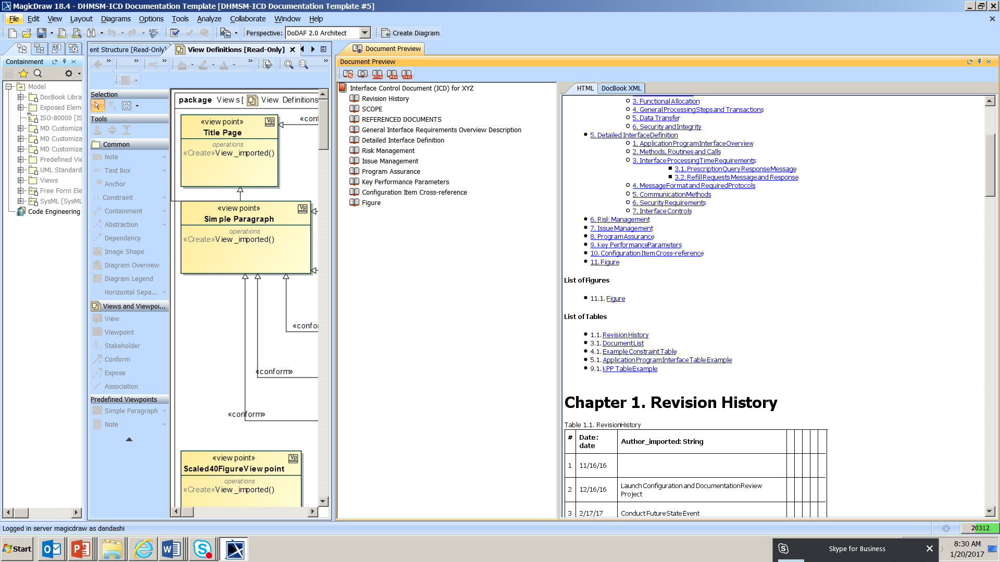 MagicDraw 18.4 - DHMSM-ICD Documentation Template [DHMSM-ICD Documentation Template #5]
File Edit View Layout Diagrams Options Tools Analyze Collaborate Window Help
Perspective: DoDAF 2.0 Architect Create Diagram
ent Structure [Read-Only]
View Definitions [Read-Only]
Document Preview
Containment
Model
DocBook Libra
Exposed Elem
ISO-80000 [IS
MD Customiza
MD Customiza
MD Customiza
Predefined Vie
UML Standard
Views
Free Form Ele
SysML [SysML
Code Engineering
Selection
Tools
Common
Note
Text Box
Anchor
Constraint
Containment
Abstraction
Dependency
Image Shape
Diagram Overview
Diagram Legend
Horizontal Sepa...
Views and Viewpoi...
View
Viewpoint
Stakeholder
Conform
Expose
Association
Predefined Viewpoints
Simple Paragraph
Note
package Views[ View Definitions
«view point»
Title Page
operations
«Create»View _imported()
«conf
«view point»
Simple Paragraph
operations
«Create»View _imported()
«confor
«conform»
«conform»
«view point»
Scaled40FigureView point
operations
«Create»View _imported()
Document Preview
Interface Control Document (ICD) for XYZ
Revision History
SCOPE
REFERENCED DOCUMENTS
General Interface Requirements Overview Description
Detailed Interface Definition
Risk Management
Issue Management
Program Assurance
Key Performance Parameters
Configuration Item Cross-reference
Figure
HTML DocBook XML
3. Functional Allocation
4. General Processing Steps and Transactions
5. Data Transfer
6. Security and Integrity
5. Detailed Interface Definition
1. Application Program Interface Overview
2. Methods, Routines and Calls
3. Interface Processing Time Requirements
3.1. Prescription Query Response Message
3.2. Refill Requests Message and Response
4. Message Format and Required Protocols
5. Communication Methods
6. Security Requirements
7. Interface Controls
6. Risk Management
7. Issue Management
8. Program Assurance
9. Key Performance Parameters
10. Configuration Item Cross-reference
11. Figure
List of Figures
11.1. Figure
List of Tables
1.1. Revision History
3.1. Document List
4.1. Example Constraint Table
5.1. Application Program Interface Table Example
9.1. KPP Table Example
Chapter 1. Revision History
Table 1.1. Revision History
# Date: date Author_imported: String
1 11/16/16
2 12/16/16 Launch Configuration and Documentation Review
Project
3 2/17/17 Conduct Future State Event
Logged in server magicdraw as dandashi
20312
Start
Skype for Business
8:30 AM
1/20/2017